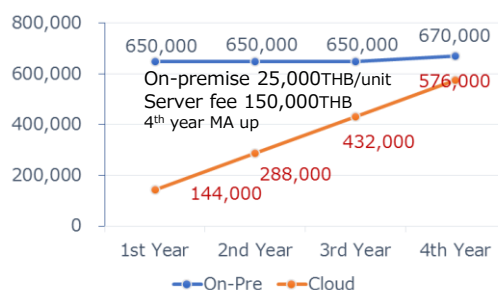 800,000
600,000
400,000
200,000
0
650,000 650,000 650,000 670,000
On-premise 25,000THB/unit
Server fee 150,000THB
4th year MA up
576,000
432,000
288,000
144,000
1st Year 2nd Year 3rd Year 4th Year
On-Pre Cloud